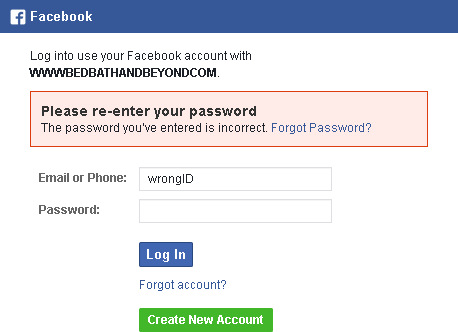 Facebook
Log into use your Facebook account with
WWWBEDBATHANDBEYONDCOM.
Please re-enter your password
The password you've entered is incorrect. Forgot Password?
Email or Phone: wrongID
Password:
Log In
Forgot account?
Create New Account